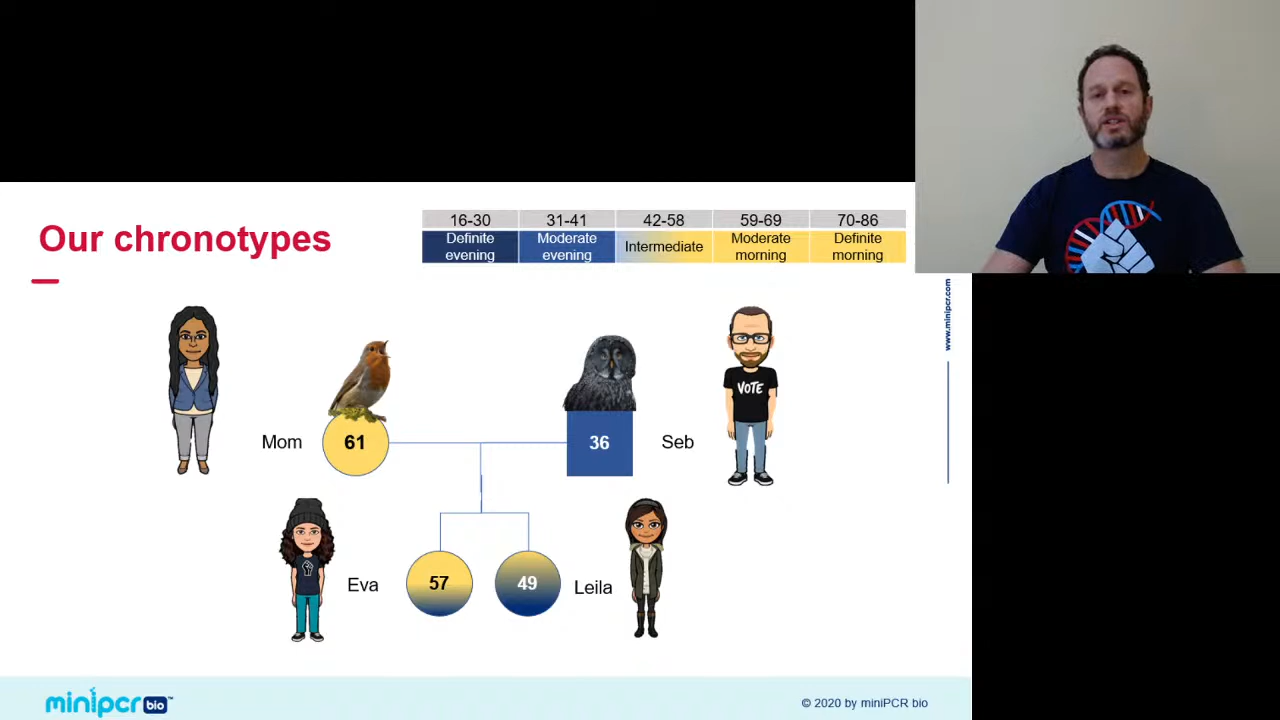 Our chronotypes
16-30 31-41 42-58 59-69 70-86
Definite evening Moderate evening Intermediate Moderate morning Definite morning
www.minipcr.com
VOTE
Mom 61 36 Seb
Eva 57 49 Leila
minipcr bio™
© 2020 by miniPCR bio